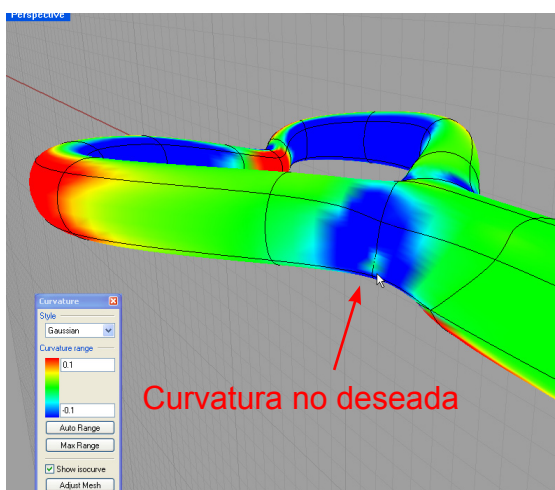 Perspective
Curvature
Style
Gaussian
Curvature range
0.1
-0.1
Auto Range
Max Range
Show isocurve
Adjust Mesh
Curvatura no deseada